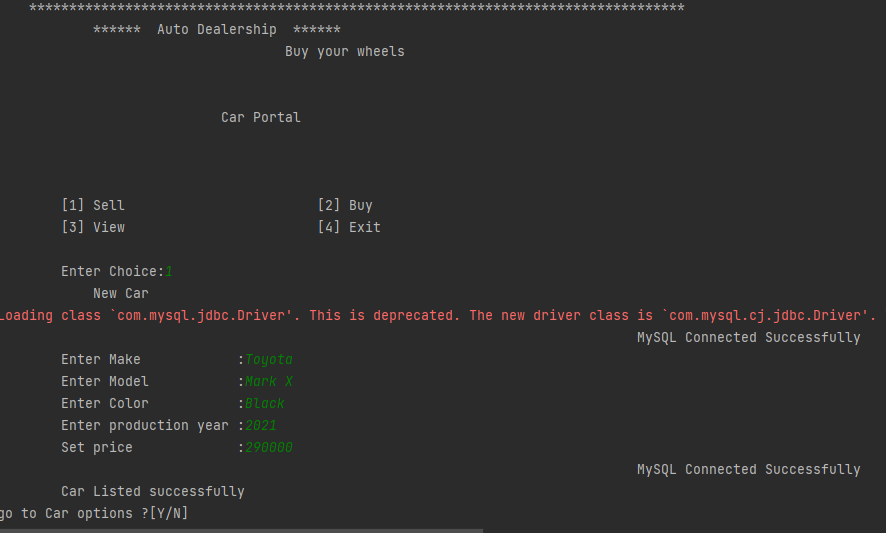 **********************************************************************************
****** Auto Dealership ******
Buy your wheels
Car Portal
[1] Sell [2] Buy
[3] View [4] Exit
Enter Choice:1
New Car
Loading class `com.mysql.jdbc.Driver'. This is deprecated. The new driver class is `com.mysql.cj.jdbc.Driver'.
MySQL Connected Successfully
Enter Make :Toyota
Enter Model :Mark X
Enter Color :Black
Enter production year :2021
Set price :290000
MySQL Connected Successfully
Car Listed successfully
go to Car options ?[Y/N]